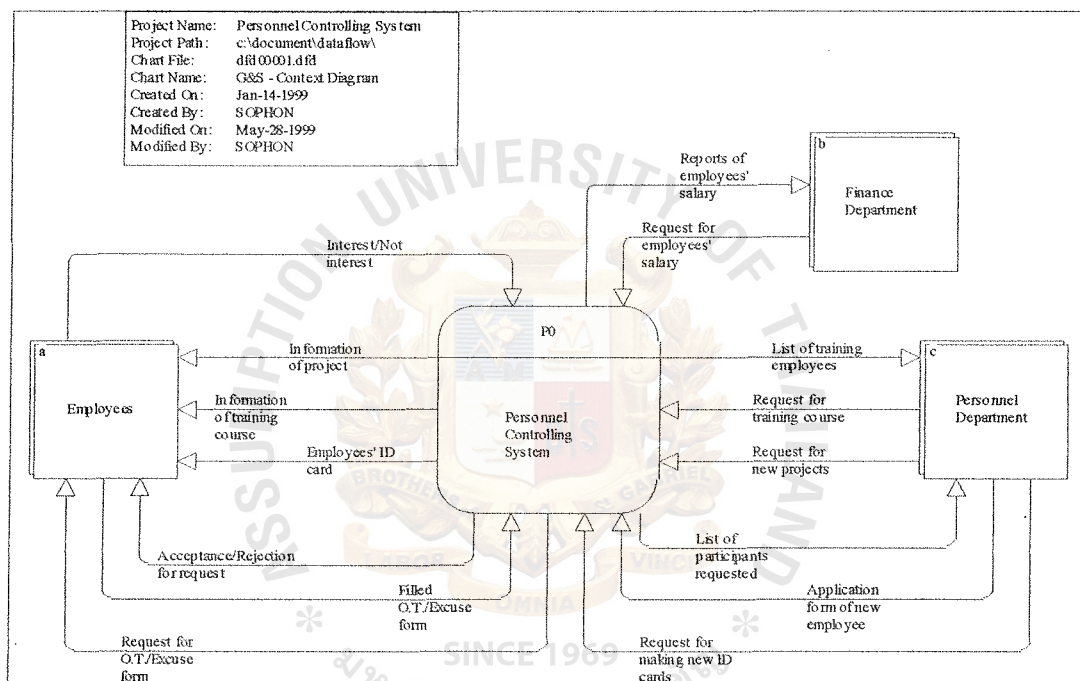 Project Name: Personnel Controlling System
Project Path: c:\document\dataflow\
Chart File: dfd00001.dfd
Chart Name: G&S - Context Diagram
Created On: Jan-14-1999
Created By: SOPHON
Modified On: May-28-1999
Modified By: SOPHON
ASSUMPTION UNIVERSITY OF THAILAND
Reports of
employees'
salary
b
Finance
Department
Request for
employees'
salary
Interest/Not
interest
P0
Personnel
Controlling
System
a
Employees
Information
of project
Information
of training
course
Employees' ID
card
List of training
employees
Request for
training course
Request for
new projects
c
Personnel
Department
Acceptance/Rejection
for request
Filled
O.T./Excuse
form
Request for
O.T./Excuse
form
List of
participants
requested
Application
form of new
employee
Request for
making new ID
cards
LABOR
OMNIA
SINCE 1969